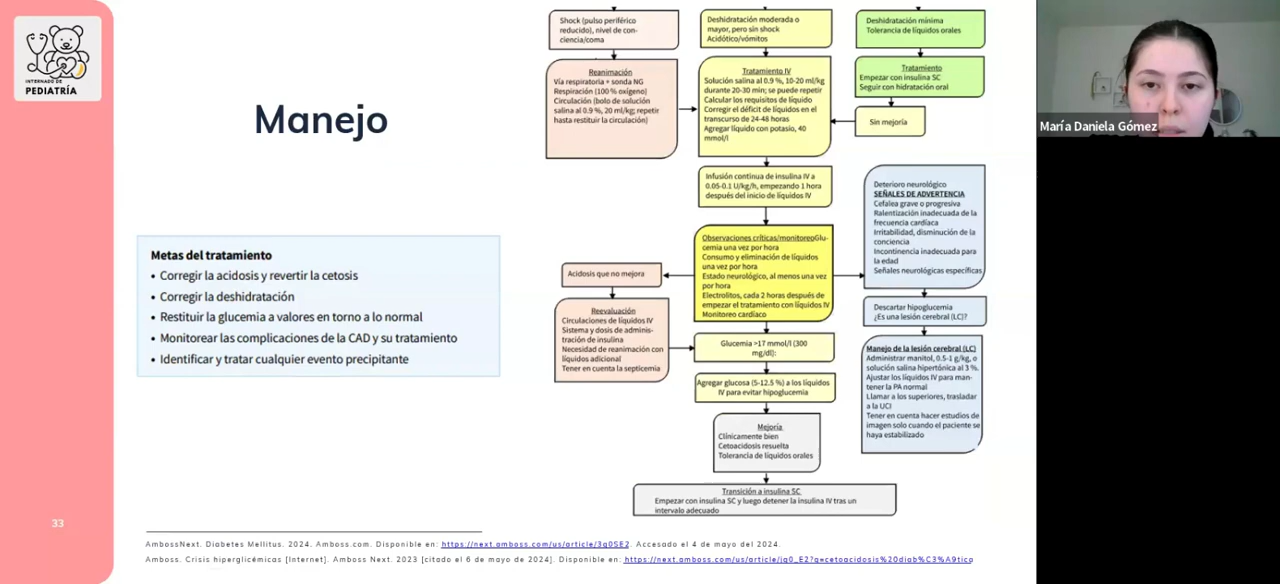 INTERNADO DE
PEDIATRÍA
Manejo
Metas del tratamiento
• Corregir la acidosis y revertir la cetosis
• Corregir la deshidratación
• Restituir la glucemia a valores en torno a lo normal
• Monitorear las complicaciones de la CAD y su tratamiento
• Identificar y tratar cualquier evento precipitante
Shock (pulso periférico
reducido), nivel de con-
ciencia/coma
Deshidratación moderada o
mayor, pero sin shock
Acidótico/vómitos
Deshidratación mínima
Tolerancia de líquidos orales
Reanimación
Vía respiratoria + sonda NG
Respiración (100 % oxígeno)
Circulación (bolo de solución
salina al 0.9 %, 20 ml/kg; repetir
hasta restituir la circulación)
Tratamiento IV
Solución salina al 0.9 %, 10-20 ml/kg
durante 20-30 min; se puede repetir
Calcular los requisitos de líquido
Corregir el déficit de líquidos en el
transcurso de 24-48 horas
Agregar líquido con potasio, 40
mmol/l
Tratamiento
Empezar con insulina SC
Seguir con hidratación oral
Sin mejoría
Infusión continua de insulina IV a
0.05-0.1 U/kg/h, empezando 1 hora
después del inicio de líquidos IV
Observaciones críticas/monitoreoGlu-
cemia una vez por hora
Consumo y eliminación de líquidos
una vez por hora
Estado neurológico, al menos una vez
por hora
Electrolitos, cada 2 horas después de
empezar el tratamiento con líquidos IV
Monitoreo cardíaco
Deterioro neurológico
SEÑALES DE ADVERTENCIA
Cefalea grave o progresiva
Ralentización inadecuada de la
frecuencia cardíaca
Irritabilidad, disminución de la
conciencia
Incontinencia inadecuada para
la edad
Señales neurológicas específicas
Acidosis que no mejora
Reevaluación
Circulaciones de líquidos IV
Sistema y dosis de adminis-
tración de insulina
Necesidad de reanimación con
líquidos adicional
Tener en cuenta la septicemia
Descartar hipoglucemia
¿Es una lesión cerebral (LC)?
Glucemia >17 mmol/l (300
mg/dl):
Manejo de la lesión cerebral (LC)
Administrar manitol, 0.5-1 g/kg, o
solución salina hipertónica al 3 %.
Ajustar los líquidos IV para man-
tener la PA normal
Llamar a los superiores, trasladar
a la UCI
Tener en cuenta hacer estudios de
imagen solo cuando el paciente se
haya estabilizado
Agregar glucosa (5-12.5 %) a los líquidos
IV para evitar hipoglucemia
Mejoría
Clínicamente bien
Cetoacidosis resuelta
Tolerancia de líquidos orales
Transición a insulina SC
Empezar con insulina SC y luego detener la insulina IV tras un
intervalo adecuado
33
AmbossNext. Diabetes Mellitus. 2024. Amboss.com. Disponible en: https://next.amboss.com/us/article/3g0SE2. Accesado el 4 de mayo del 2024.
Amboss. Crisis hiperglicémicas [Internet]. Amboss Next. 2023 [citado el 6 de mayo de 2024]. Disponible en: https://next.amboss.com/us/article/jg0_E2?q=cetoacidosis%20diab%C3%A9tica
María Daniela Gómez